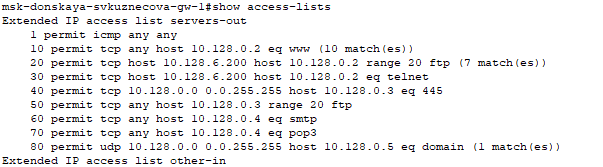 msk-donskaya-svkuznecova-gw-1#show access-lists
Extended IP access list servers-out
1 permit icmp any any
10 permit tcp any host 10.128.0.2 eq www (10 match(es))
20 permit tcp host 10.128.6.200 host 10.128.0.2 range 20 ftp (7 match(es))
30 permit tcp host 10.128.6.200 host 10.128.0.2 eq telnet
40 permit tcp 10.128.0.0 0.0.255.255 host 10.128.0.3 eq 445
50 permit tcp any host 10.128.0.3 range 20 ftp
60 permit tcp any host 10.128.0.4 eq smtp
70 permit tcp any host 10.128.0.4 eq pop3
80 permit udp 10.128.0.0 0.0.255.255 host 10.128.0.5 eq domain (1 match(es))
Extended IP access list other-in